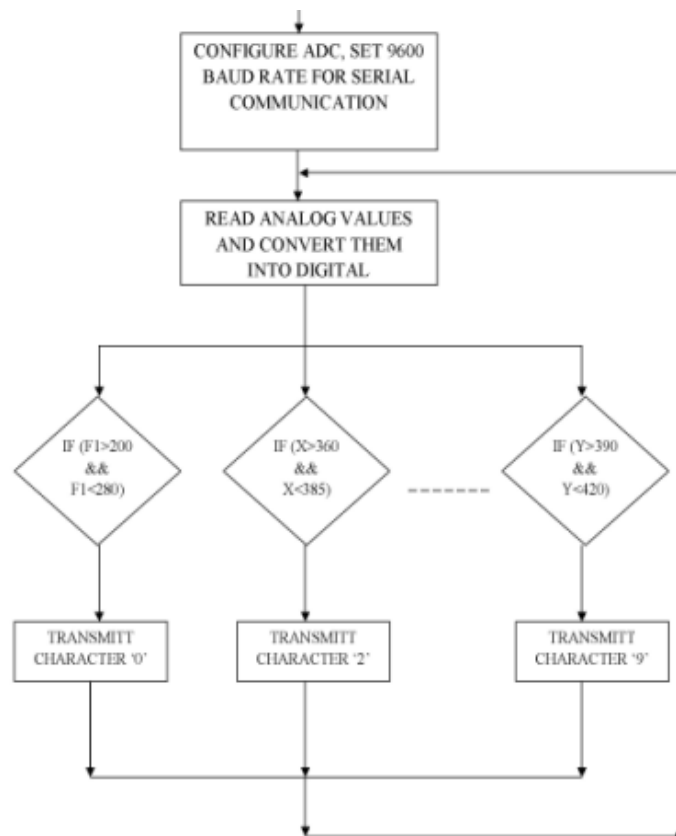 CONFIGURE ADC, SET 9600
BAUD RATE FOR SERIAL
COMMUNICATION
READ ANALOG VALUES
AND CONVERT THEM
INTO DIGITAL
IF (F1>200
&&
F1<280)
IF (X>360
&&
X<385)
IF (Y>390
&&
Y<420)
TRANSMITT
CHARACTER ‘0’
TRANSMITT
CHARACTER ‘2’
TRANSMITT
CHARACTER ‘9’